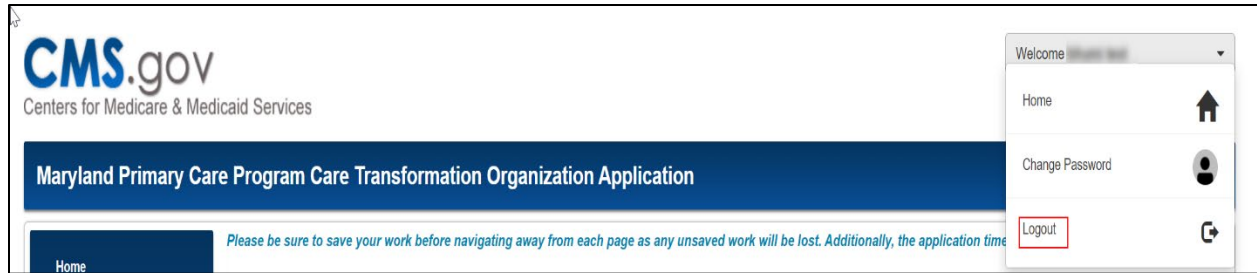 CMS.gov
Centers for Medicare & Medicaid Services
Welcome
Home
Change Password
Logout
Maryland Primary Care Program Care Transformation Organization Application
Home
Please be sure to save your work before navigating away from each page as any unsaved work will be lost. Additionally, the application time